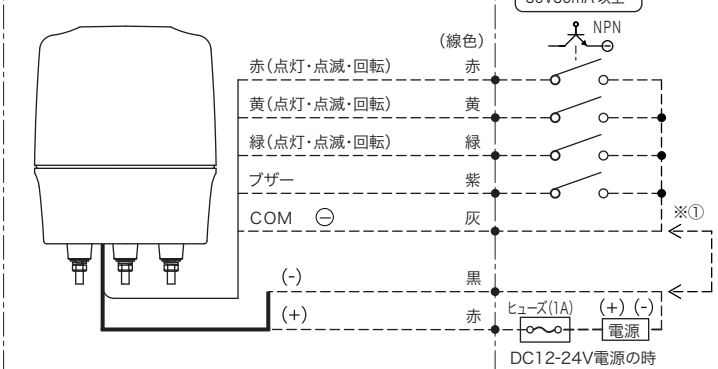 NPN
(線色)
赤(点灯・点滅・回転) 赤
黄(点灯・点滅・回転) 黄
緑(点灯・点滅・回転) 緑
ブザー 紫
COM ⊖ 灰
※①
(-) 黒
(+) 赤
ヒューズ(1A) (+) (-)
電源
DC12-24V電源の時